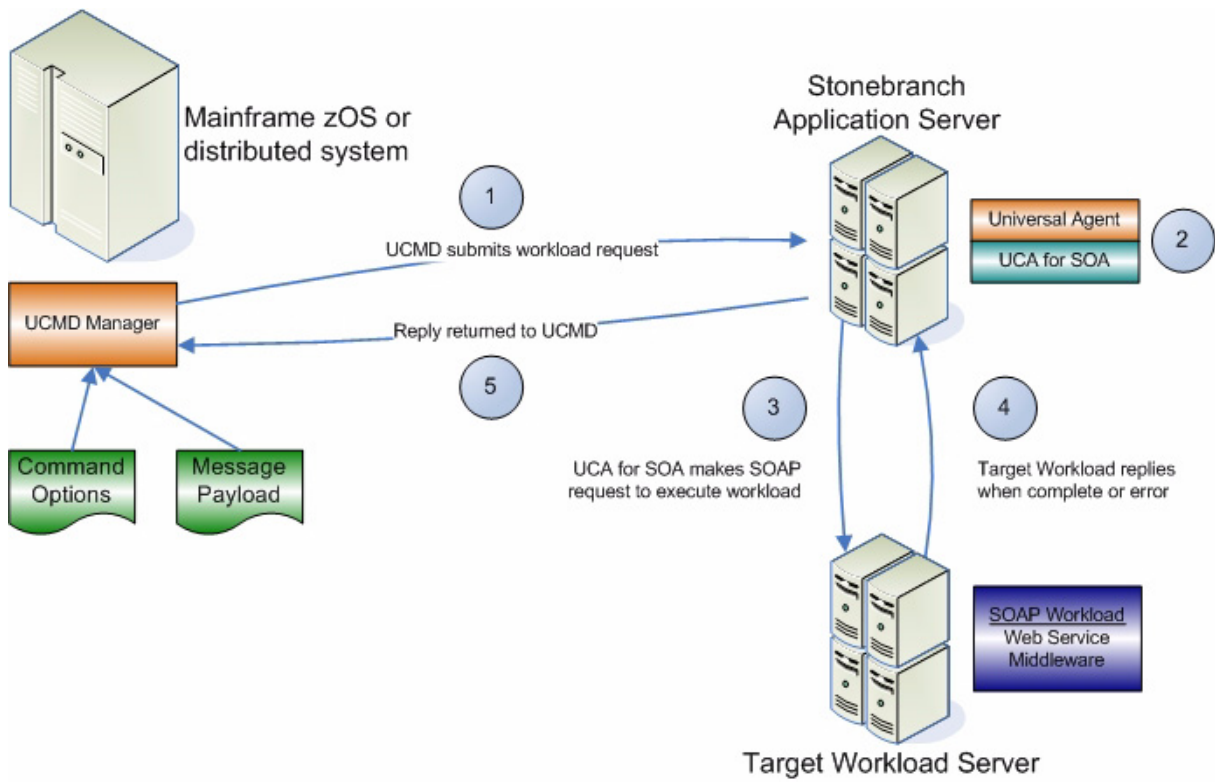 Mainframe zOS or
distributed system
Stonebranch
Application Server
1
UCMD submits workload request
Universal Agent
UCA for SOA
2
UCMD Manager
Reply returned to UCMD
5
3
4
Command
Options
Message
Payload
UCA for SOA makes SOAP
request to execute workload
Target Workload replies
when complete or error
SOAP Workload
Web Service
Middleware
Target Workload Server